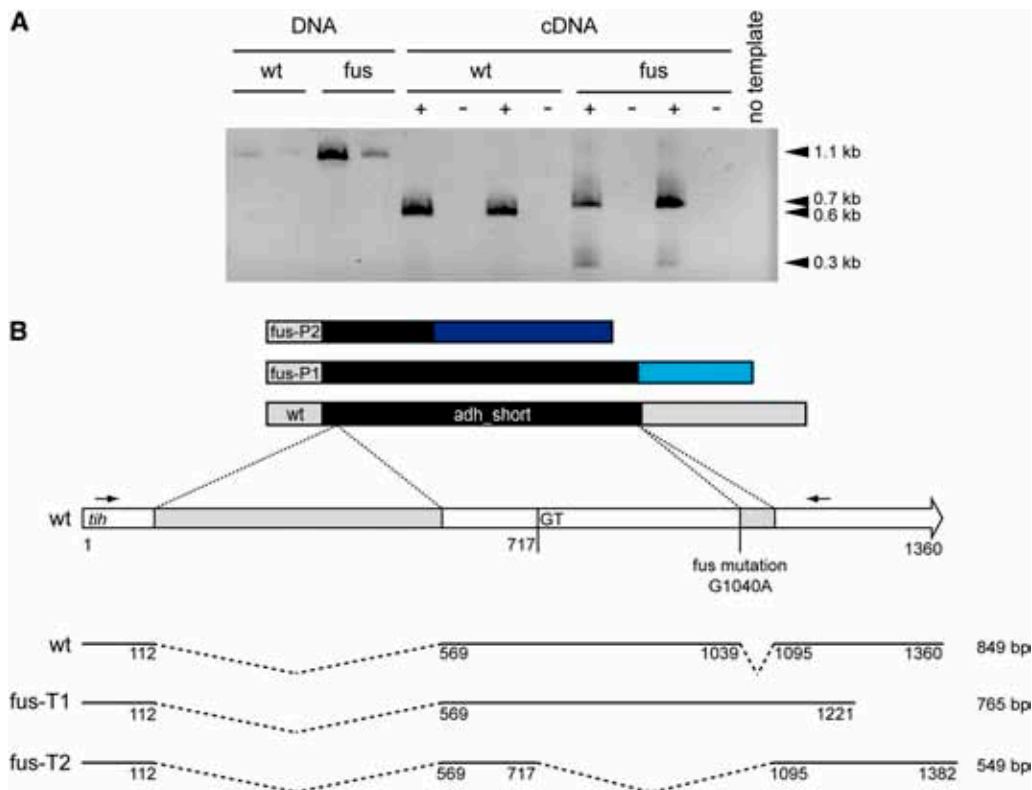 A
DNA
cDNA
no template
wt
fus
wt
fus
+ - + - + - + -
1.1 kb
0.7 kb
0.6 kb
0.3 kb
B
fus-P2
fus-P1
wt
adh_short
wt
tih
GT
1
717
1360
fus mutation
G1040A
wt
112
569
1039
1095
1360
849 bp
fus-T1
112
569
1221
765 bp
fus-T2
112
569
717
1095
1382
549 bp